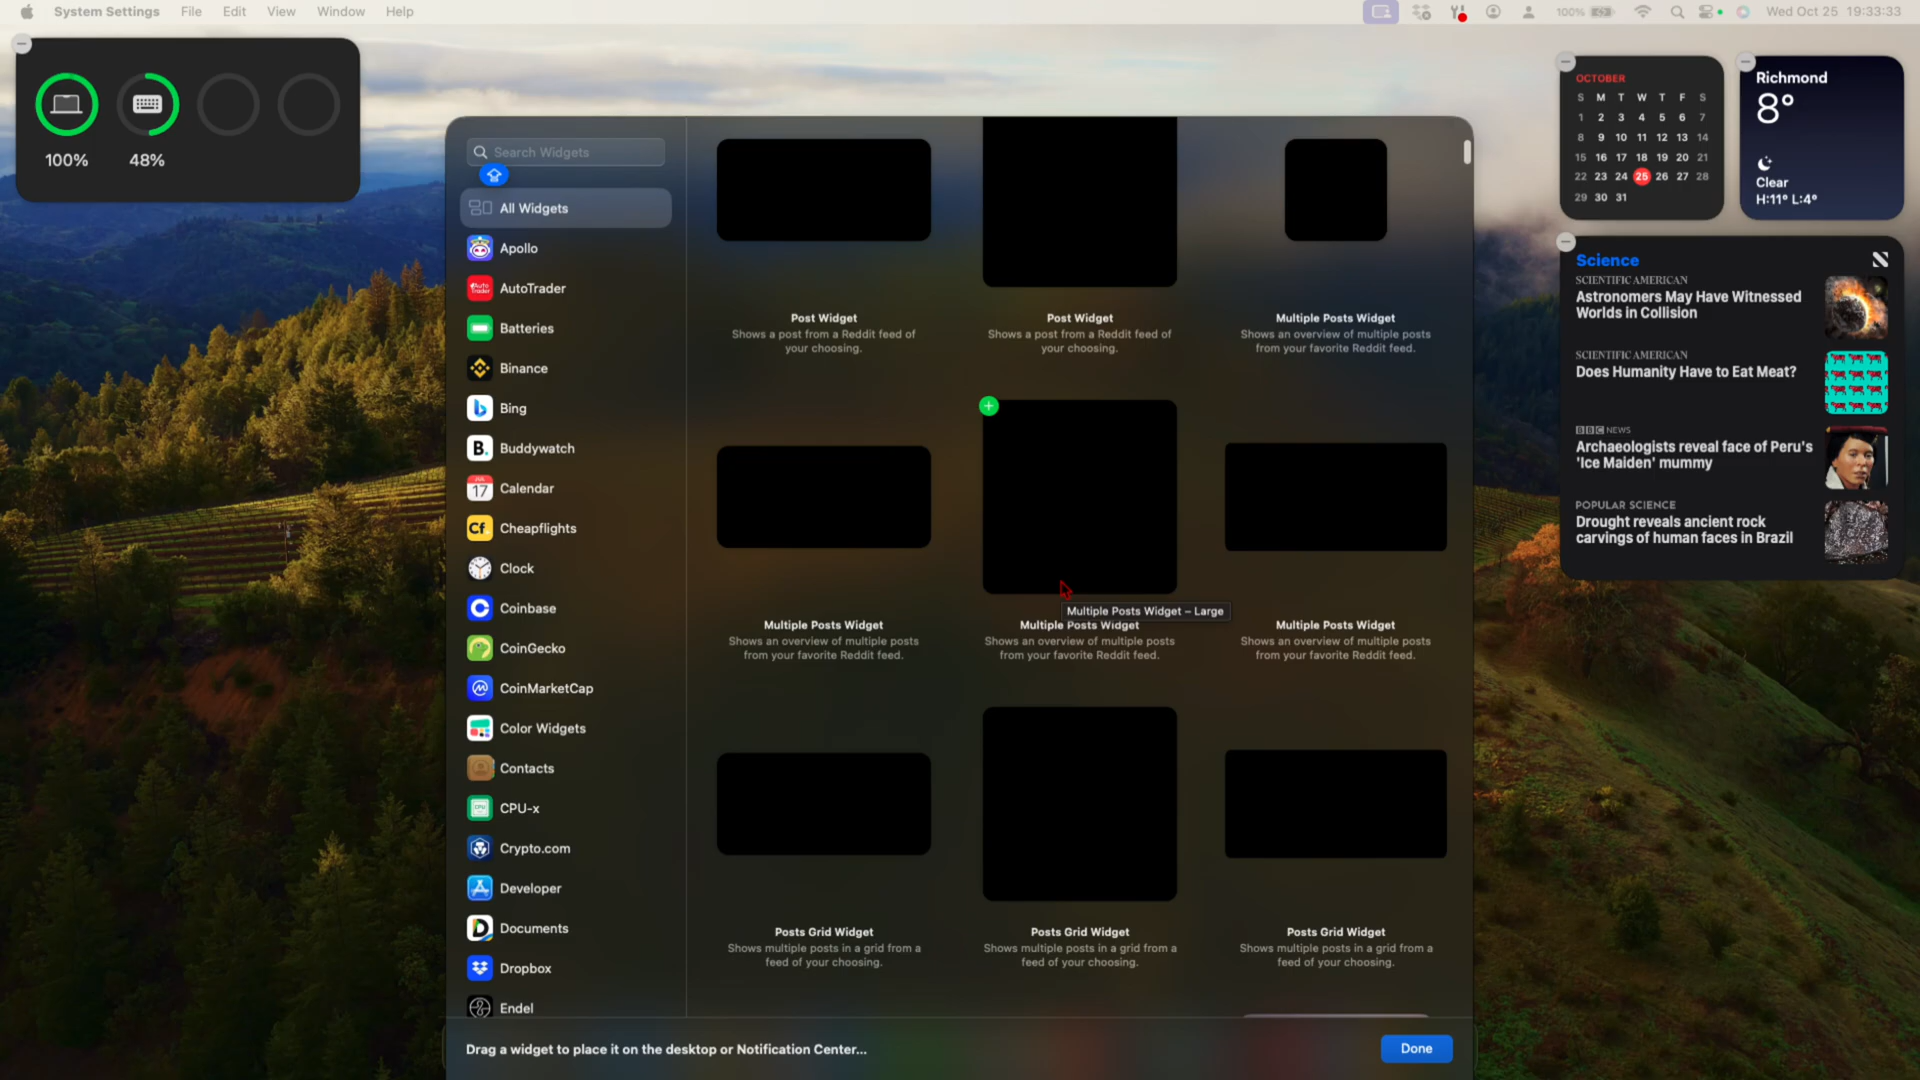 System Settings File Edit View Window Help
100% Wed Oct 25 19:33:33
100% 48%
Search Widgets
All Widgets
Apollo
AutoTrader
Batteries
Binance
Bing
Buddywatch
Calendar
Cheapflights
Clock
Coinbase
CoinGecko
CoinMarketCap
Color Widgets
Contacts
CPU-x
Crypto.com
Developer
Documents
Dropbox
Endel
Post Widget
Shows a post from a Reddit feed of
your choosing.
Post Widget
Shows a post from a Reddit feed of
your choosing.
Multiple Posts Widget
Shows an overview of multiple posts
from your favorite Reddit feed.
Multiple Posts Widget
Shows an overview of multiple posts
from your favorite Reddit feed.
Multiple Posts Widget – Large
Multiple Posts Widget
Shows an overview of multiple posts
from your favorite Reddit feed.
Multiple Posts Widget
Shows an overview of multiple posts
from your favorite Reddit feed.
Posts Grid Widget
Shows multiple posts in a grid from a
feed of your choosing.
Posts Grid Widget
Shows multiple posts in a grid from a
feed of your choosing.
Posts Grid Widget
Shows multiple posts in a grid from a
feed of your choosing.
Drag a widget to place it on the desktop or Notification Center...
Done
OCTOBER
S M T W T F S
1 2 3 4 5 6 7
8 9 10 11 12 13 14
15 16 17 18 19 20 21
22 23 24 25 26 27 28
29 30 31
Richmond
8°
Clear
H:11° L:4°
Science
SCIENTIFIC AMERICAN
Astronomers May Have Witnessed
Worlds in Collision
SCIENTIFIC AMERICAN
Does Humanity Have to Eat Meat?
BBC NEWS
Archaeologists reveal face of Peru's
'Ice Maiden' mummy
POPULAR SCIENCE
Drought reveals ancient rock
carvings of human faces in Brazil